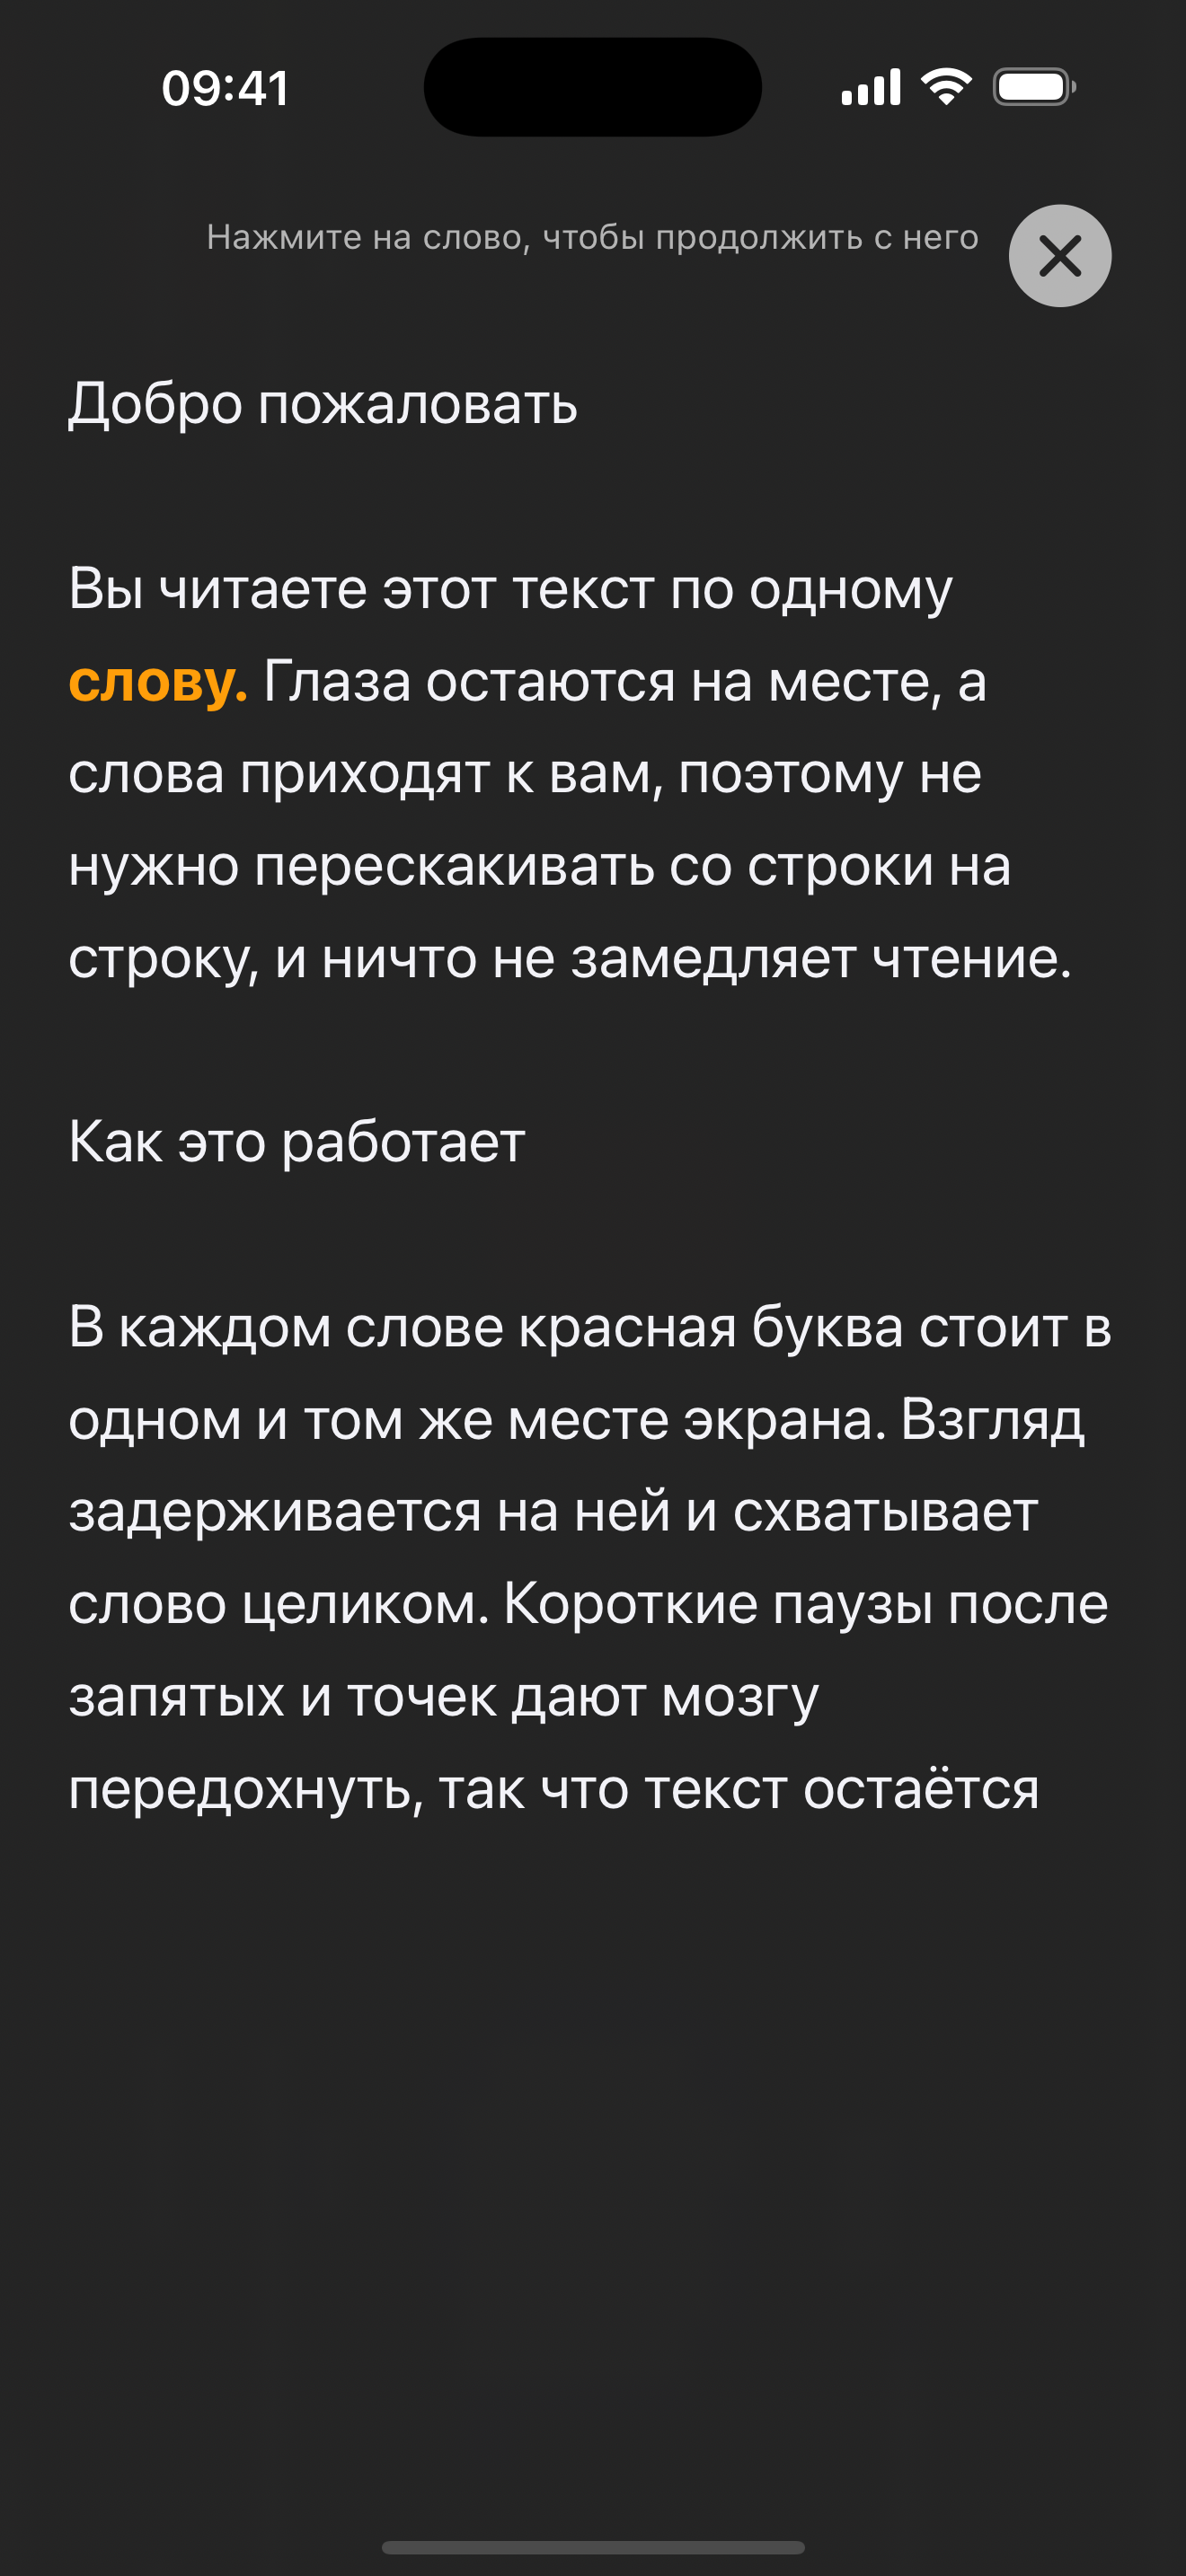 09:41
Нажмите на слово, чтобы продолжить с него
Добро пожаловать
Вы читаете этот текст по одному
слову. Глаза остаются на месте, а
слова приходят к вам, поэтому не
нужно перескакивать со строки на
строку, и ничто не замедляет чтение.
Как это работает
В каждом слове красная буква стоит в
одном и том же месте экрана. Взгляд
задерживается на ней и схватывает
слово целиком. Короткие паузы после
запятых и точек дают мозгу
передохнуть, так что текст остаётся